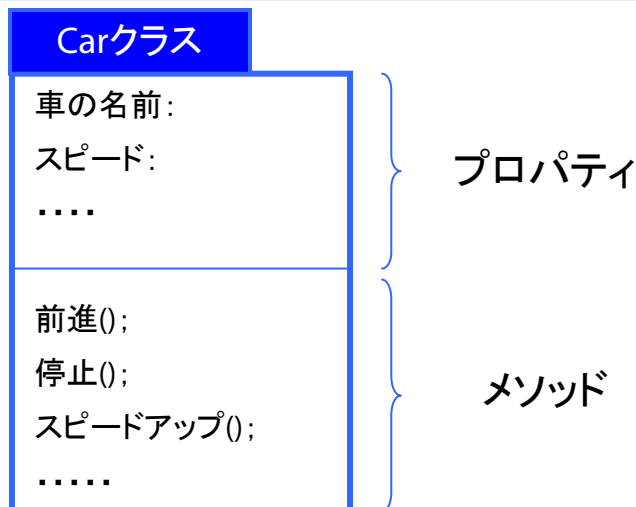 Carクラス
車の名前:
スピード:
・・・・
プロパティ
前進();
停止();
スピードアップ();
・・・・・
メソッド